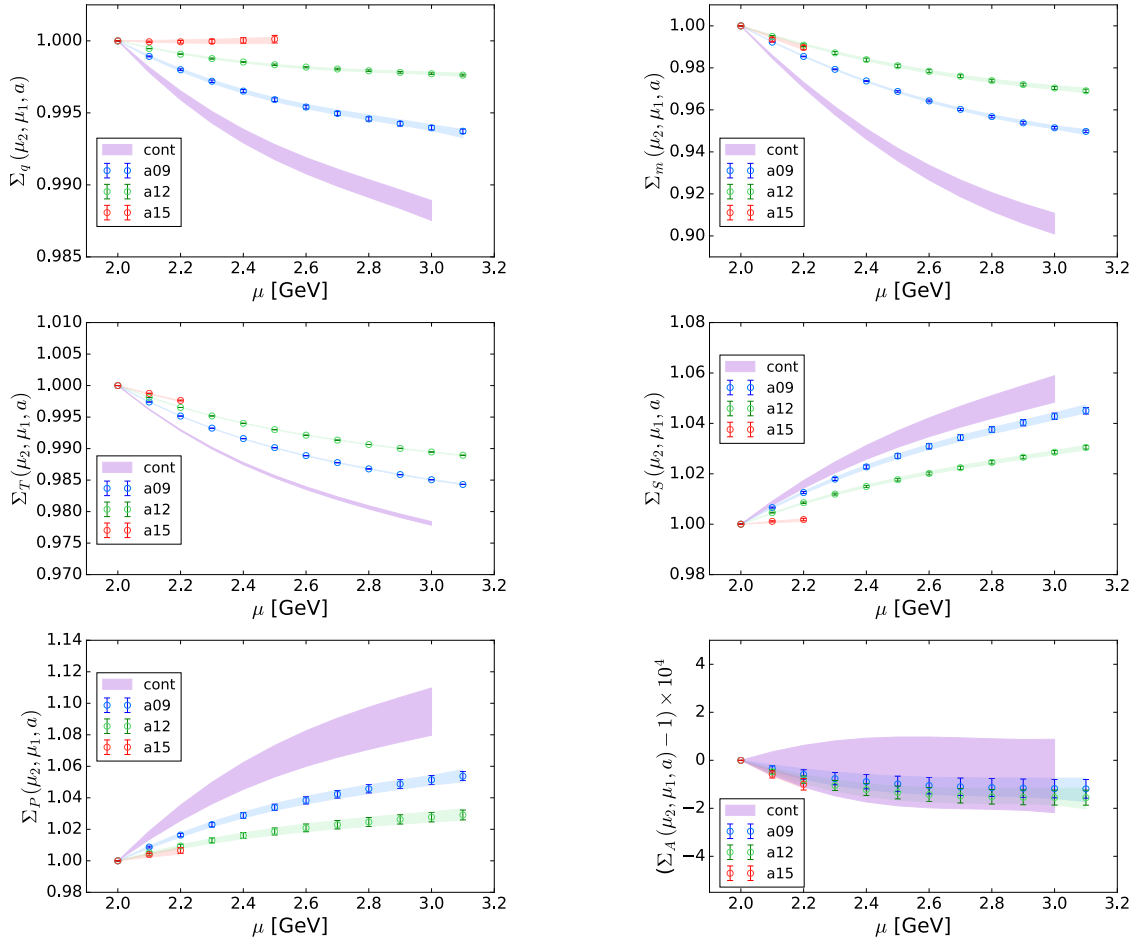 1.000
0.995
0.990
0.985
Σ_q(μ₂, μ₁, a)
cont
a09
a12
a15
2.0 2.2 2.4 2.6 2.8 3.0 3.2
μ [GeV]
1.00
0.98
0.96
0.94
0.92
0.90
Σ_m(μ₂, μ₁, a)
cont
a09
a12
a15
2.0 2.2 2.4 2.6 2.8 3.0 3.2
μ [GeV]
1.010
1.005
1.000
0.995
0.990
0.985
0.980
0.975
0.970
Σ_T(μ₂, μ₁, a)
cont
a09
a12
a15
2.0 2.2 2.4 2.6 2.8 3.0 3.2
μ [GeV]
1.08
1.06
1.04
1.02
1.00
0.98
Σ_S(μ₂, μ₁, a)
cont
a09
a12
a15
2.0 2.2 2.4 2.6 2.8 3.0 3.2
μ [GeV]
1.14
1.12
1.10
1.08
1.06
1.04
1.02
1.00
0.98
Σ_P(μ₂, μ₁, a)
cont
a09
a12
a15
2.0 2.2 2.4 2.6 2.8 3.0 3.2
μ [GeV]
4
2
0
−2
−4
(Σ_A(μ₂, μ₁, a) − 1) × 10⁴
cont
a09
a12
a15
2.0 2.2 2.4 2.6 2.8 3.0 3.2
μ [GeV]